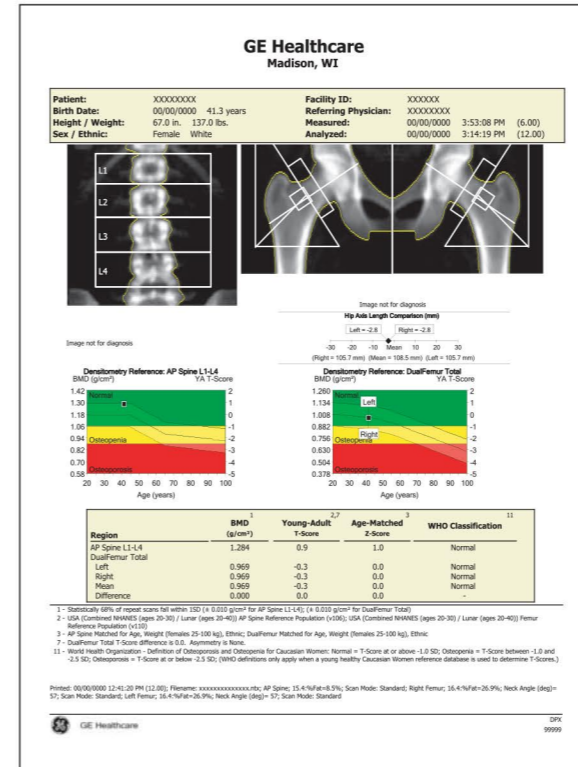 GE Healthcare
Madison, WI
Patient: XXXXXXXX Facility ID: XXXXXX
Birth Date: 00/00/0000 41.3 years Referring Physician: XXXXXXXX
Height / Weight: 67.0 in. 137.0 lbs. Measured: 00/00/0000 3:53:08 PM (6.00)
Sex / Ethnic: Female White Analyzed: 00/00/0000 3:14:19 PM (12.00)
L1
L2
L3
L4
Image not for diagnosis
Image not for diagnosis
Hip Axis Length Comparison (mm)
Left = -2.8 Right = -2.8
-30 -20 -10 Mean 10 20 30
(Right = 105.7 mm) (Mean = 108.5 mm) (Left = 105.7 mm)
Densitometry Reference: AP Spine L1-L4
BMD (g/cm²) YA T-Score
1.42 Normal 2
1.30 1
1.18 0
1.06 -1
0.94 Osteopenia -2
0.82 -3
0.70 -4
0.58 Osteoporosis -5
20 30 40 50 60 70 80 90 100
Age (years)
Densitometry Reference: DualFemur Total
BMD (g/cm²) YA T-Score
1.260 Normal 2
1.134 Left 1
1.008 0
0.882 -1
0.756 Right Osteopenia -2
0.630 -3
0.504 -4
0.378 Osteoporosis -5
20 30 40 50 60 70 80 90 100
Age (years)
1 2,7 3 11
BMD Young-Adult Age-Matched WHO Classification
Region (g/cm²) T-Score Z-Score
AP Spine L1-L4 1.284 0.9 1.0 Normal
DualFemur Total
Left 0.969 -0.3 0.0 Normal
Right 0.969 -0.3 0.0 Normal
Mean 0.969 -0.3 0.0 Normal
Difference 0.000 0.0 0.0 -
1 - Statistically 68% of repeat scans fall within 1SD (± 0.010 g/cm² for AP Spine L1-L4); (± 0.010 g/cm² for DualFemur Total)
2 - USA (Combined NHANES (ages 20-30) / Lunar (ages 20-40)) AP Spine Reference Population (v106); USA (Combined NHANES (ages 20-30) / Lunar (ages 20-40)) Femur
Reference Population (v110)
3 - AP Spine Matched for Age, Weight (females 25-100 kg), Ethnic; DualFemur Matched for Age, Weight (females 25-100 kg), Ethnic
7 - DualFemur Total T-Score difference is 0.0. Asymmetry is None.
11 - World Health Organization - Definition of Osteoporosis and Osteopenia for Caucasian Women: Normal = T-Score at or above -1.0 SD; Osteopenia = T-Score between -1.0 and
-2.5 SD; Osteoporosis = T-Score at or below -2.5 SD; (WHO definitions only apply when a young healthy Caucasian Women reference database is used to determine T-Scores.)
Printed: 00/00/0000 12:41:20 PM (12.00); Filename: xxxxxxxxxxxxxx.nbc; AP Spine; 15.4:%Fat=8.5%; Scan Mode: Standard; Right Femur; 16.4:%Fat=26.9%; Neck Angle (deg)=
57; Scan Mode: Standard; Left Femur; 16.4:%Fat=26.9%; Neck Angle (deg)= 57; Scan Mode: Standard
GE Healthcare
DPX
99999